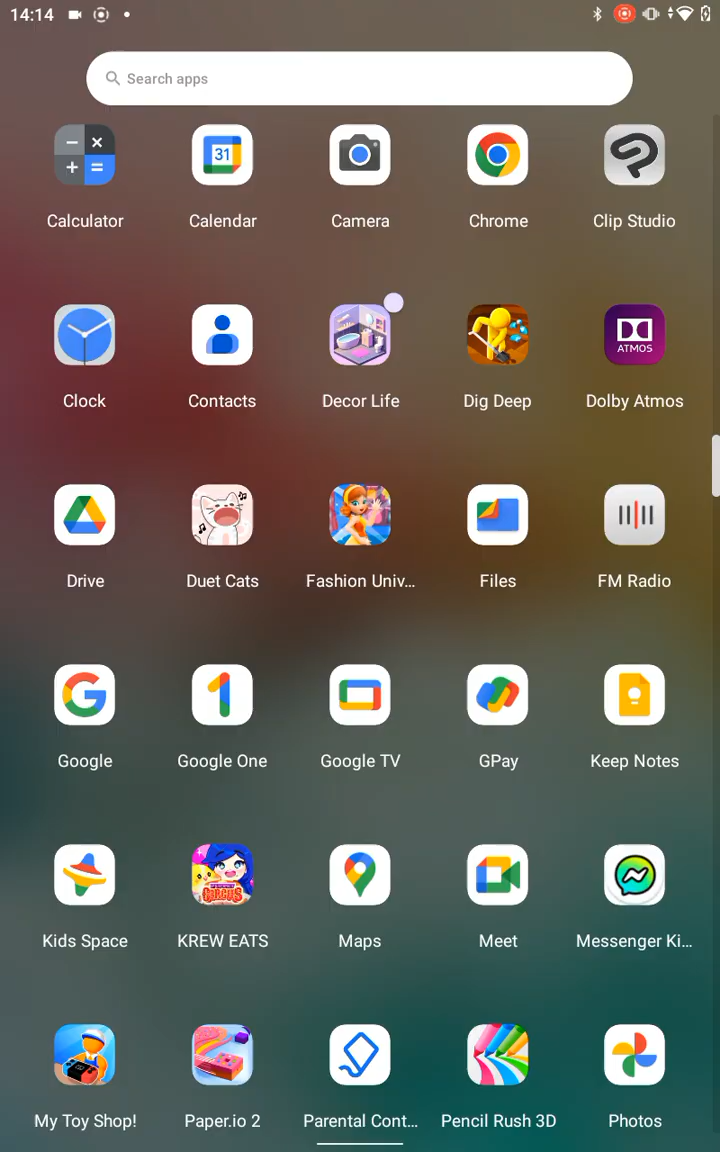 14:14
Search apps
Calculator
Calendar
Camera
Chrome
Clip Studio
31
Clock
Contacts
Decor Life
Dig Deep
Dolby Atmos
ATMOS
Drive
Duet Cats
Fashion Univ...
Files
FM Radio
Google
Google One
Google TV
GPay
Keep Notes
Kids Space
KREW EATS
Maps
Meet
Messenger Ki...
My Toy Shop!
Paper.io 2
Parental Cont...
Pencil Rush 3D
Photos